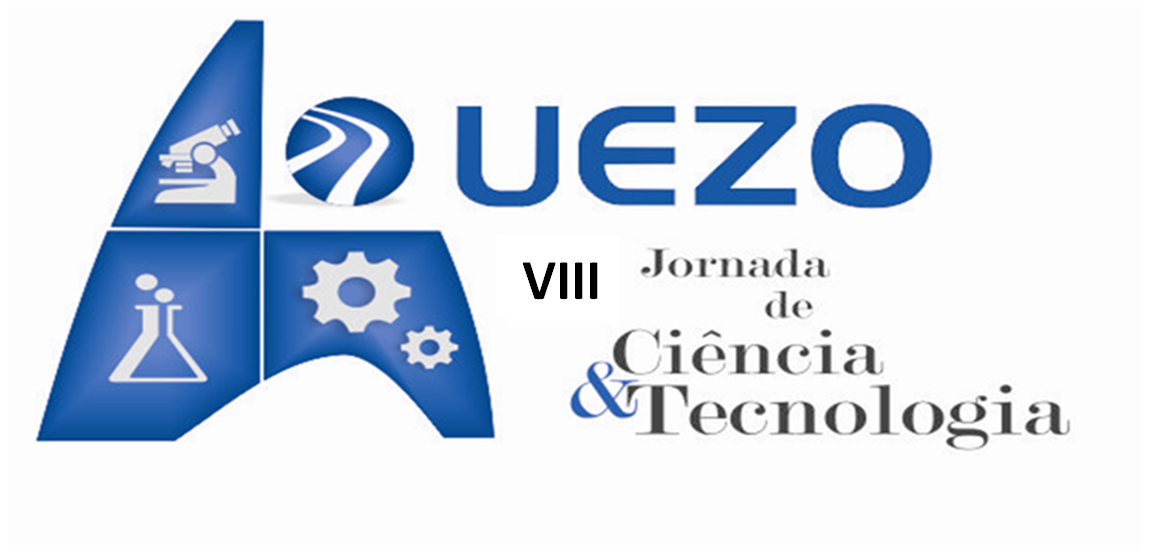 UEZO
VIII Jornada
de
Ciência
&Tecnologia